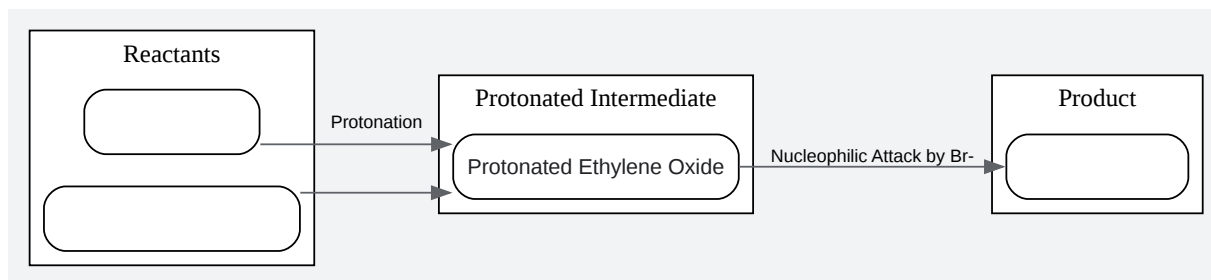 Reactants
Protonation
Protonated Intermediate
Protonated Ethylene Oxide
Nucleophilic Attack by Br-
Product